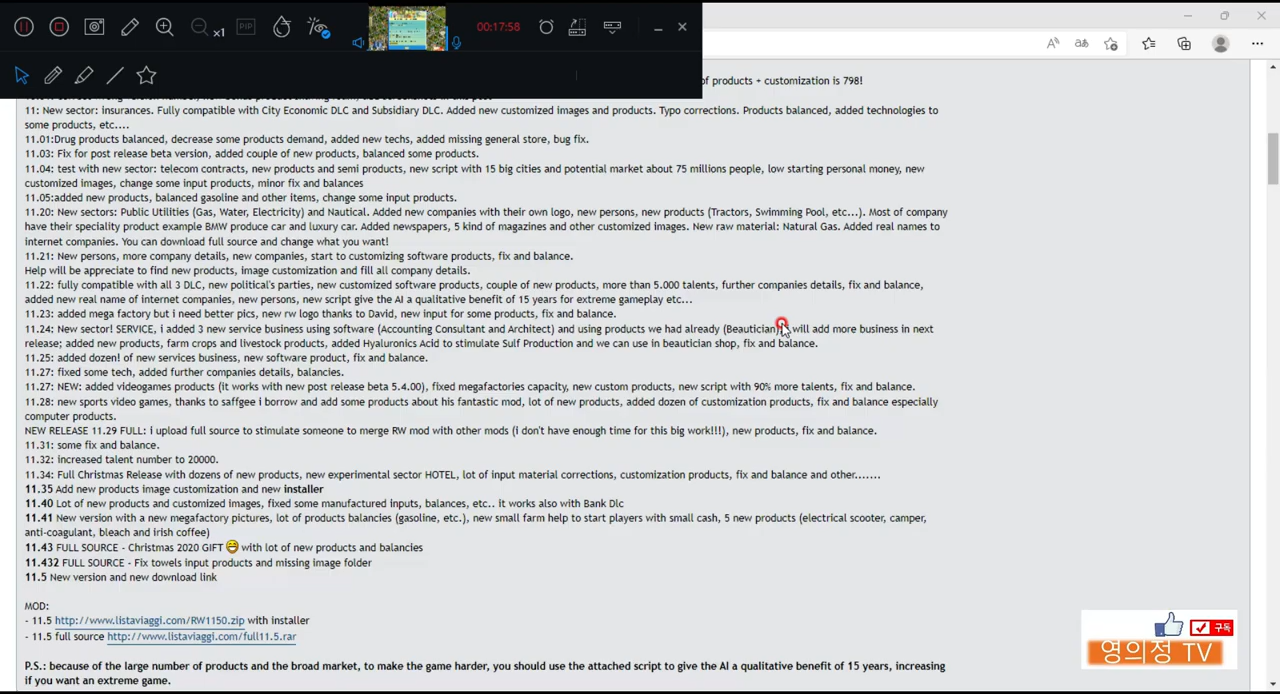 x1
PIP
00:17:58
of products + customization is 798!
11: New sector: insurances. Fully compatible with City Economic DLC and Subsidiary DLC. Added new customized images and products. Typo corrections. Products balanced, added technologies to
some products, etc....
11.01:Drug products balanced, decrease some products demand, added new techs, added missing general store, bug fix.
11.03: Fix for post release beta version, added couple of new products, balanced some products.
11.04: test with new sector: telecom contracts, new products and semi products, new script with 15 big cities and potential market about 75 millions people, low starting personal money, new
customized images, change some input products, minor fix and balances
11.05:added new products, balanced gasoline and other items, change some input products.
11.20: New sectors: Public Utilities (Gas, Water, Electricity) and Nautical. Added new companies with their own logo, new persons, new products (Tractors, Swimming Pool, etc...). Most of company
have their speciality product example BMW produce car and luxury car. Added newspapers, 5 kind of magazines and other customized images. New raw material: Natural Gas. Added real names to
internet companies. You can download full source and change what you want!
11.21: New persons, more company details, new companies, start to customizing software products, fix and balance.
Help will be appreciate to find new products, image customization and fill all company details.
11.22: fully compatible with all 3 DLC, new political's parties, new customized software products, couple of new products, more than 5.000 talents, further companies details, fix and balance,
added new real name of internet companies, new persons, new script give the AI a qualitative benefit of 15 years for extreme gameplay etc...
11.23: added mega factory but i need better pics, new rw logo thanks to David, new input for some products, fix and balance.
11.24: New sector! SERVICE, i added 3 new service business using software (Accounting Consultant and Architect) and using products we had already (Beautician), will add more business in next
release; added new products, farm crops and livestock products, added Hyaluronics Acid to stimulate Sulf Production and we can use in beautician shop, fix and balance.
11.25: added dozen! of new services business, new software product, fix and balance.
11.27: fixed some tech, added further companies details, balancies.
11.27: NEW: added videogames products (it works with new post release beta 5.4.00), fixed megafactories capacity, new custom products, new script with 90% more talents, fix and balance.
11.28: new sports video games, thanks to saffgee i borrow and add some products about his fantastic mod, lot of new products, added dozen of customization products, fix and balance especially
computer products.
NEW RELEASE 11.29 FULL: i upload full source to stimulate someone to merge RW mod with other mods (i don't have enough time for this big work!!!), new products, fix and balance.
11.31: some fix and balance.
11.32: increased talent number to 20000.
11.34: Full Christmas Release with dozens of new products, new experimental sector HOTEL, lot of input material corrections, customization products, fix and balance and other.......
11.35 Add new products image customization and new installer
11.40 Lot of new products and customized images, fixed some manufactured inputs, balances, etc.. it works also with Bank Dlc
11.41 New version with a new megafactory pictures, lot of products balancies (gasoline, etc.), new small farm help to start players with small cash, 5 new products (electrical scooter, camper,
anti-coagulant, bleach and irish coffee)
11.43 FULL SOURCE - Christmas 2020 GIFT 😄 with lot of new products and balancies
11.432 FULL SOURCE - Fix towels input products and missing image folder
11.5 New version and new download link
MOD:
- 11.5 http://www.listaviaggi.com/RW1150.zip with installer
- 11.5 full source http://www.listaviaggi.com/full11.5.rar
P.S.: because of the large number of products and the broad market, to make the game harder, you should use the attached script to give the AI a qualitative benefit of 15 years, increasing
if you want an extreme game.
구독
영의정 TV